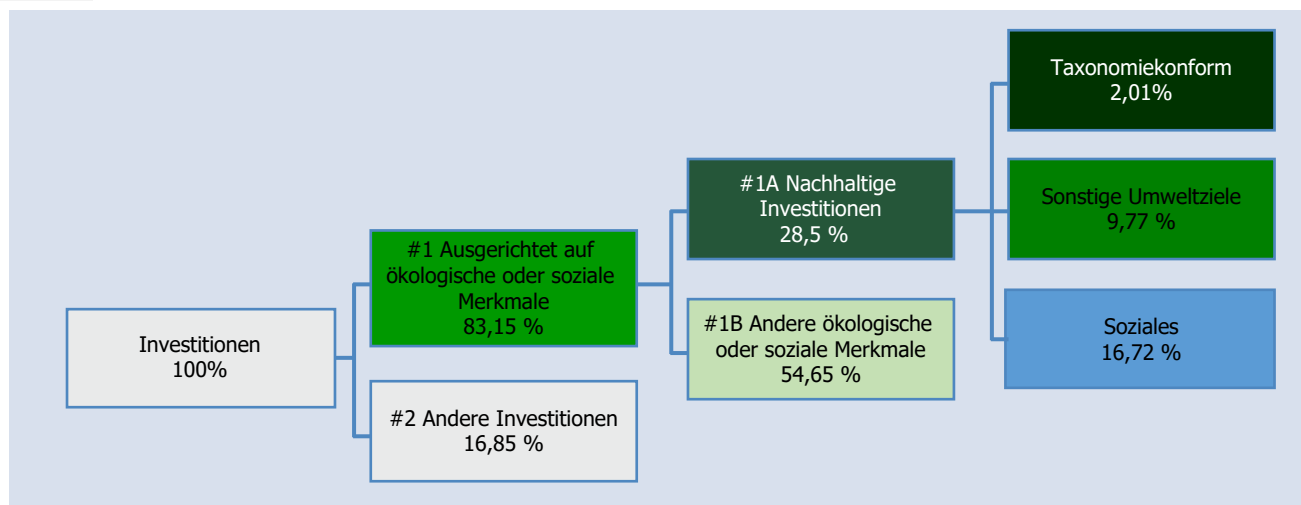 Investitionen
100%
#1 Ausgerichtet auf
ökologische oder soziale
Merkmale
83,15 %
#2 Andere Investitionen
16,85 %
#1A Nachhaltige
Investitionen
28,5 %
#1B Andere ökologische
oder soziale Merkmale
54,65 %
Taxonomiekonform
2,01%
Sonstige Umweltziele
9,77 %
Soziales
16,72 %